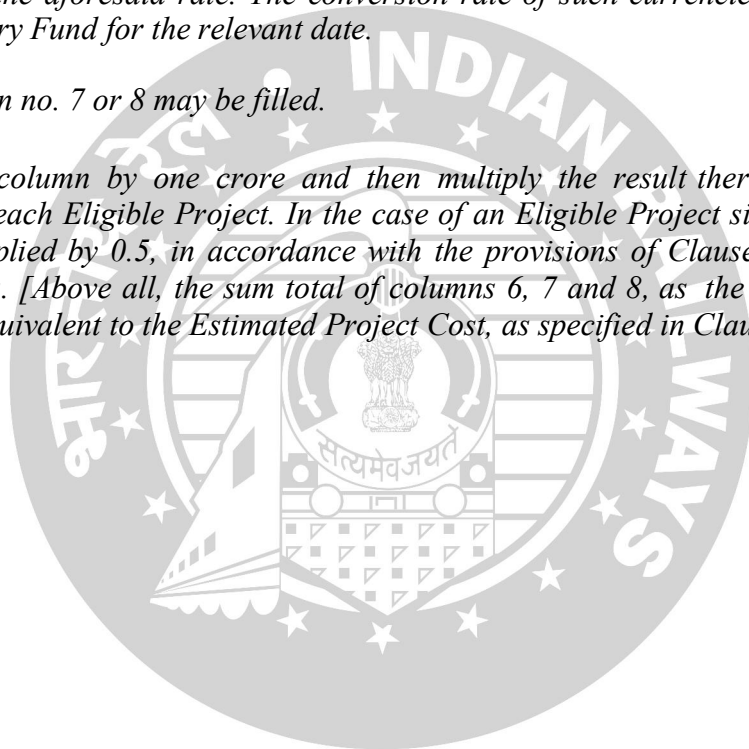 the aforesaid rate. The conversion rate of such currencie
ry Fund for the relevant date.
n no. 7 or 8 may be filled.
column by one crore and then multiply the result ther
each Eligible Project. In the case of an Eligible Project si
plied by 0.5, in accordance with the provisions of Clause
. [Above all, the sum total of columns 6, 7 and 8, as the
quivalent to the Estimated Project Cost, as specified in Clau
भारतीय रेल
INDIAN RAILWAYS
सत्यमेव जयते